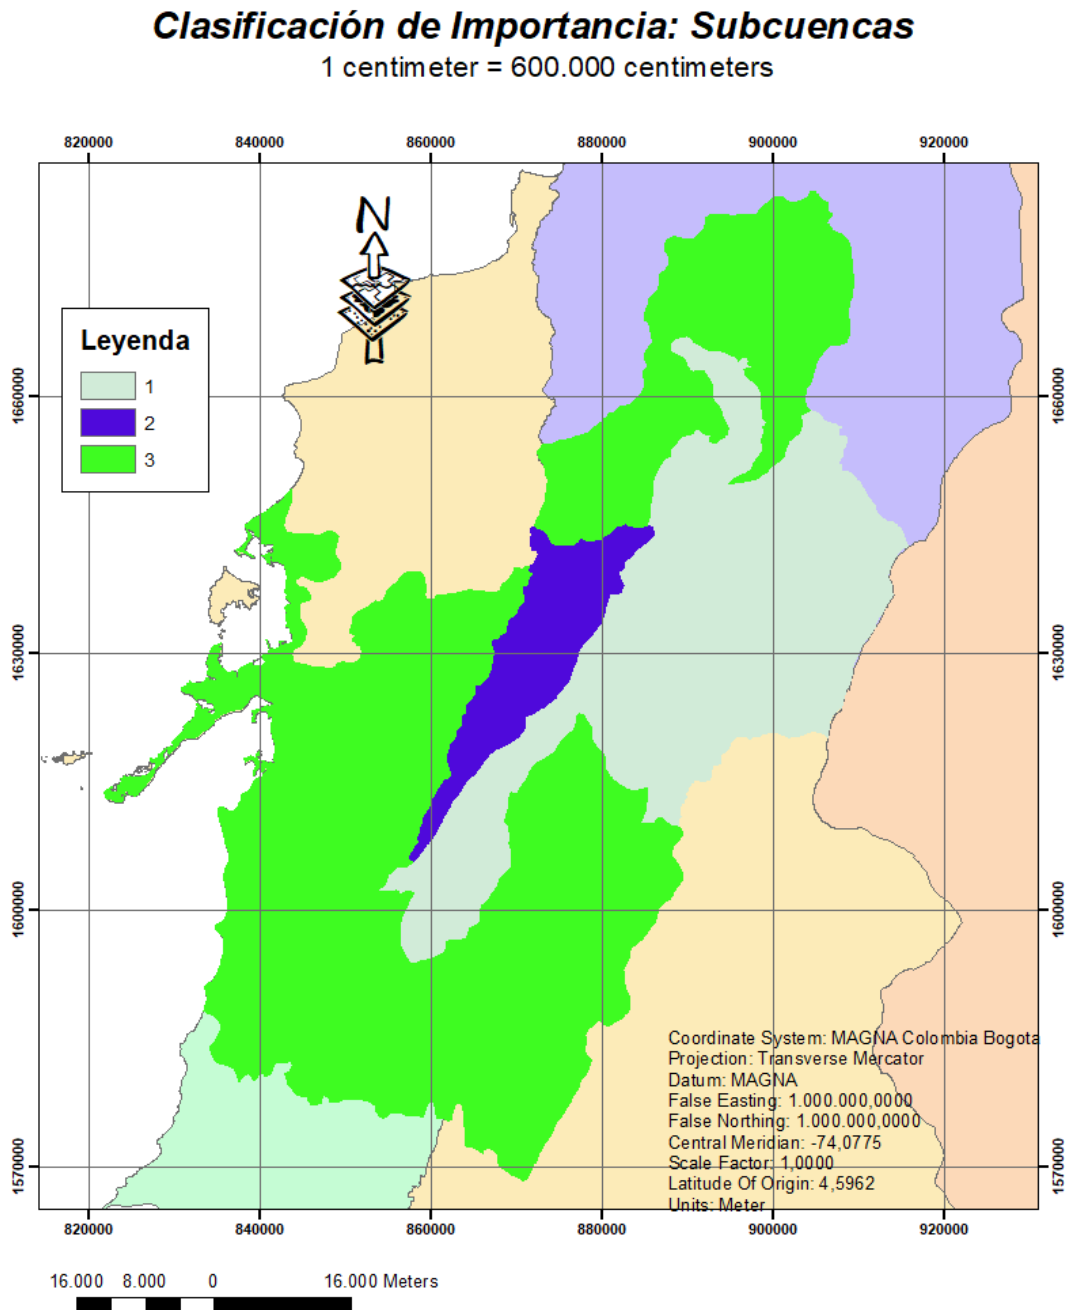 Clasificación de Importancia: Subcuencas
1 centimeter = 600.000 centimeters
820000 840000 860000 880000 900000 920000
N
Leyenda
1
2
3
1660000 1660000
1630000 1630000
1600000 1600000
1570000 1570000
Coordinate System: MAGNA Colombia Bogota
Projection: Transverse Mercator
Datum: MAGNA
False Easting: 1.000.000,0000
False Northing: 1.000.000,0000
Central Meridian: -74,0775
Scale Factor: 1,0000
Latitude Of Origin: 4,5962
Units: Meter
820000 840000 860000 880000 900000 920000
16.000 8.000 0 16.000 Meters